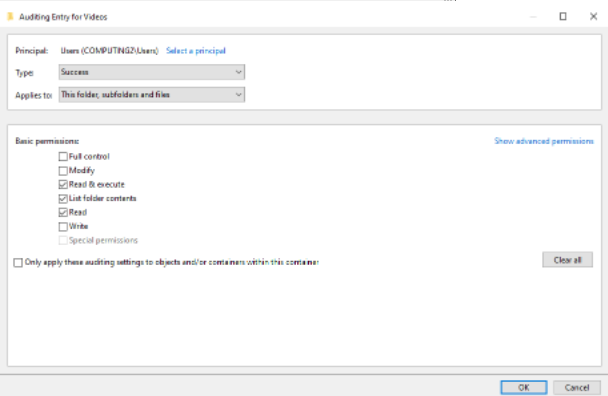 Auditing Entry for Videos
Principal: Users (COMPUTING2\Users) Select a principal
Type: Success
Applies to: This folder, subfolders and files
Basic permissions: Show advanced permissions
Full control
Modify
Read & execute
List folder contents
Read
Write
Special permissions
Only apply these auditing settings to objects and/or containers within this container
Clear all
OK Cancel